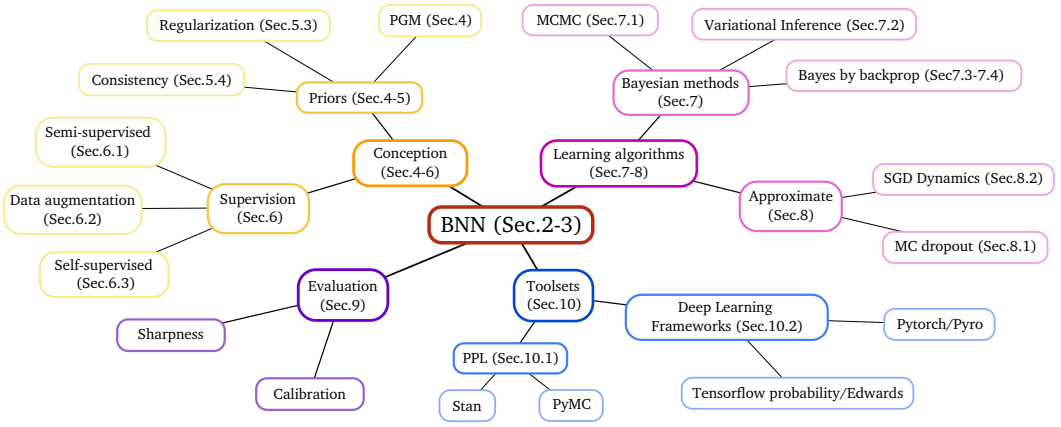 Regularization (Sec.5.3)
PGM (Sec.4)
Consistency (Sec.5.4)
Priors (Sec.4-5)
Semi-supervised
(Sec.6.1)
Data augmentation
(Sec.6.2)
Self-supervised
(Sec.6.3)
Supervision
(Sec.6)
Conception
(Sec.4-6)
MCMC (Sec.7.1)
Variational Inference (Sec.7.2)
Bayes by backprop (Sec7.3-7.4)
Bayesian methods
(Sec.7)
Learning algorithms
(Sec.7-8)
Approximate
(Sec.8)
SGD Dynamics (Sec.8.2)
MC dropout (Sec.8.1)
BNN (Sec.2-3)
Evaluation
(Sec.9)
Sharpness
Calibration
Toolsets
(Sec.10)
PPL (Sec.10.1)
Stan
PyMC
Deep Learning
Frameworks (Sec.10.2)
Pytorch/Pyro
Tensorflow probability/Edwards